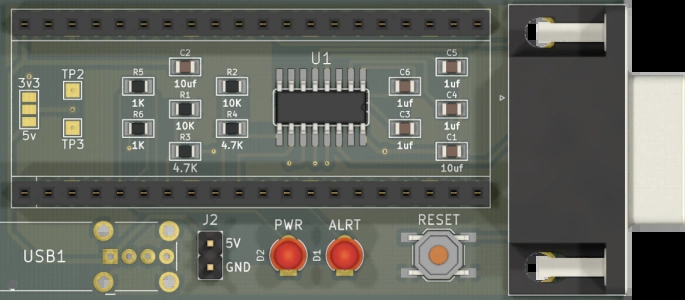 3v3
5v
TP2
TP3
R5
1K
R6
1K
C2
10uf
R1
10K
R3
4.7K
R2
10K
R4
4.7K
U1
C6
1uf
C3
1uf
C5
1uf
C4
1uf
C1
10uf
USB1
J2
5V
GND
PWR
D2
ALRT
D1
RESET